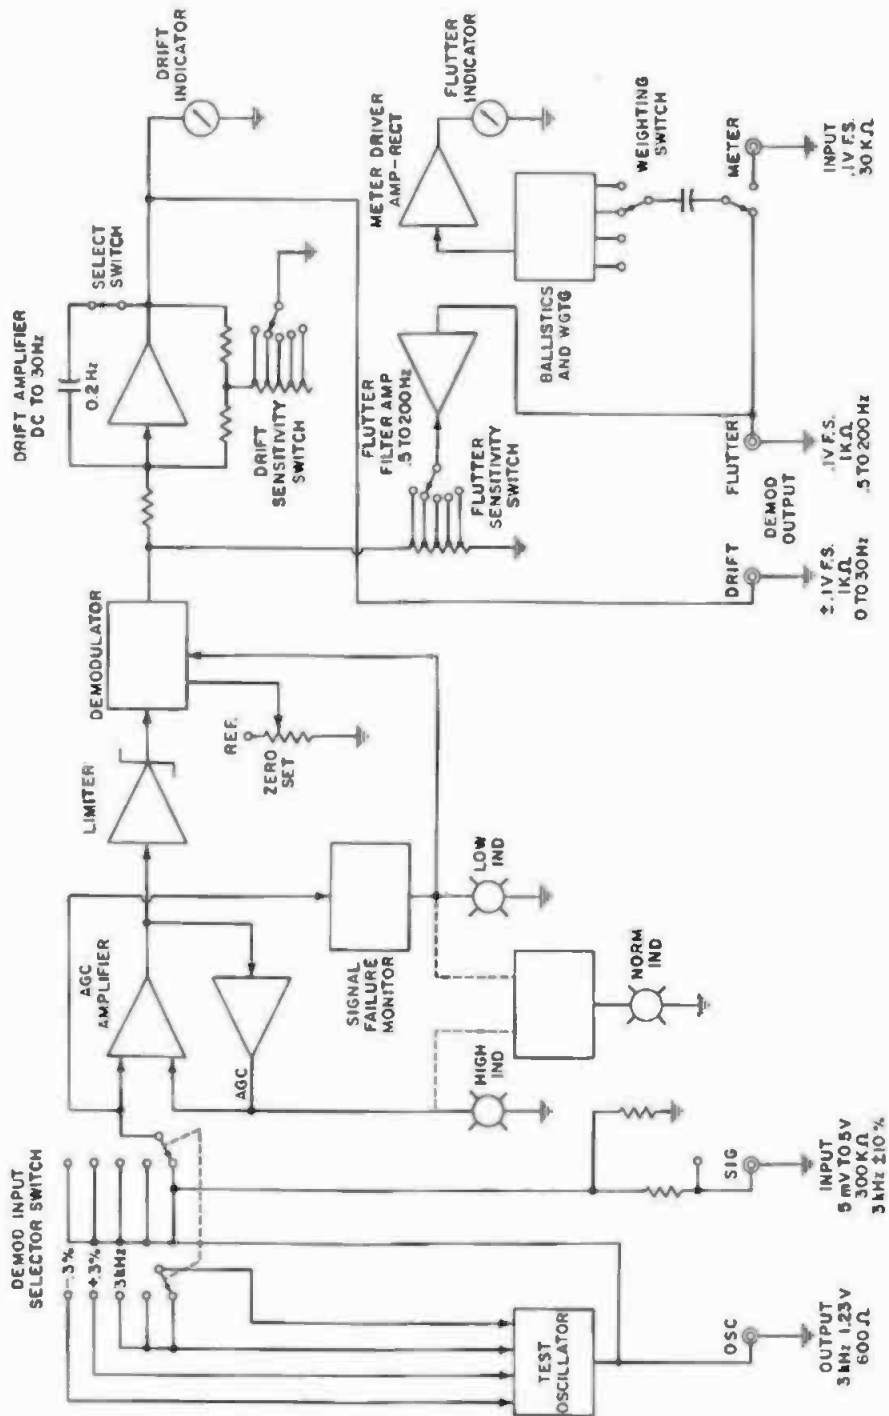 DEMOD INPUT
SELECTOR SWITCH
-.3%
+.3%
3kHz
TEST
OSCILLATOR
OSC
OUTPUT
3kHz 1.23V
600Ω
SIG
INPUT
5 mV TO 5V
300KΩ
3kHz ±10%
AGC
AMPLIFIER
AGC
HIGH
IND
SIGNAL
FAILURE
MONITOR
LOW
IND
NORM
IND
LIMITER
DEMODULATOR
REF.
ZERO
SET
DRIFT AMPLIFIER
DC TO 30Hz
0.2 Hz
SELECT
SWITCH
DRIFT
SENSITIVITY
SWITCH
DRIFT
INDICATOR
FLUTTER
FILTER AMP
.5 TO 200Hz
FLUTTER
SENSITIVITY
SWITCH
METER DRIVER
AMP-RECT
FLUTTER
INDICATOR
BALLISTICS
AND WGTG
WEIGHTING
SWITCH
DRIFT
±.1V F.S.
1KΩ
0 TO 30Hz
DEMOD
OUTPUT
FLUTTER
.1V F.S.
1KΩ
.5 TO 200Hz
METER
INPUT
.1V F.S.
30KΩ